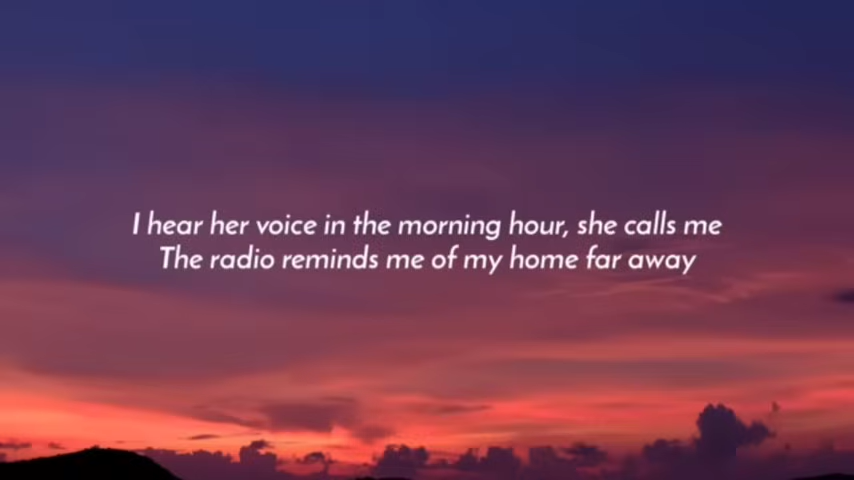 I hear her voice in the morning hour, she calls me
The radio reminds me of my home far away